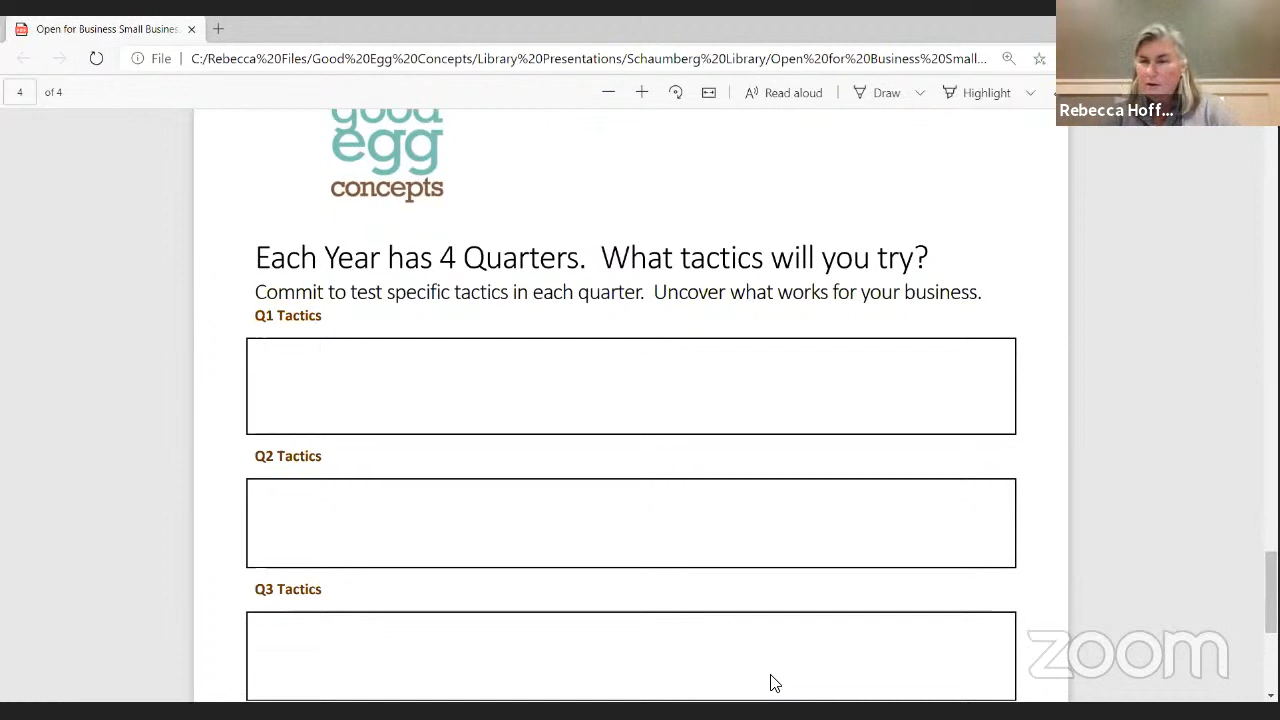 Open for Business Small Busines
File
C:/Rebecca%20Files/Good%20Egg%20Concepts/Library%20Presentations/Schaumberg%20Library/Open%20for%20Business%20Small...
4 of 4
Read aloud
Draw
Highlight
Rebecca Hoff...
good
egg
concepts
Each Year has 4 Quarters. What tactics will you try?
Commit to test specific tactics in each quarter. Uncover what works for your business.
Q1 Tactics
Q2 Tactics
Q3 Tactics
zoom